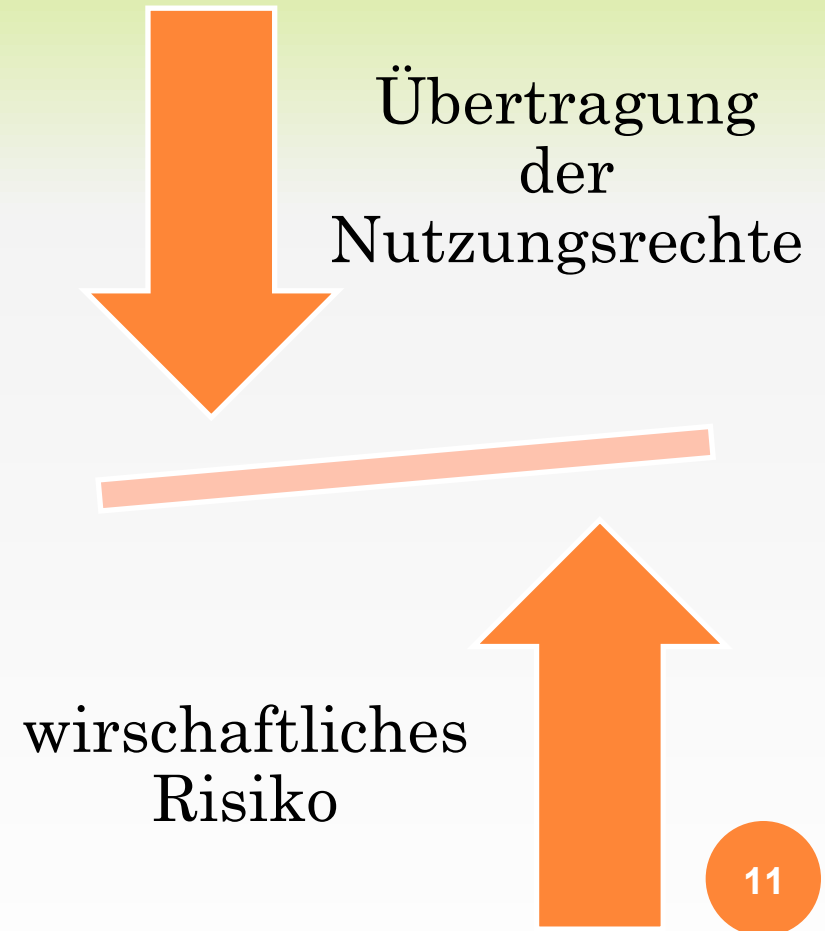 Übertragung
der
Nutzungsrechte
wirschaftliches
Risiko
11